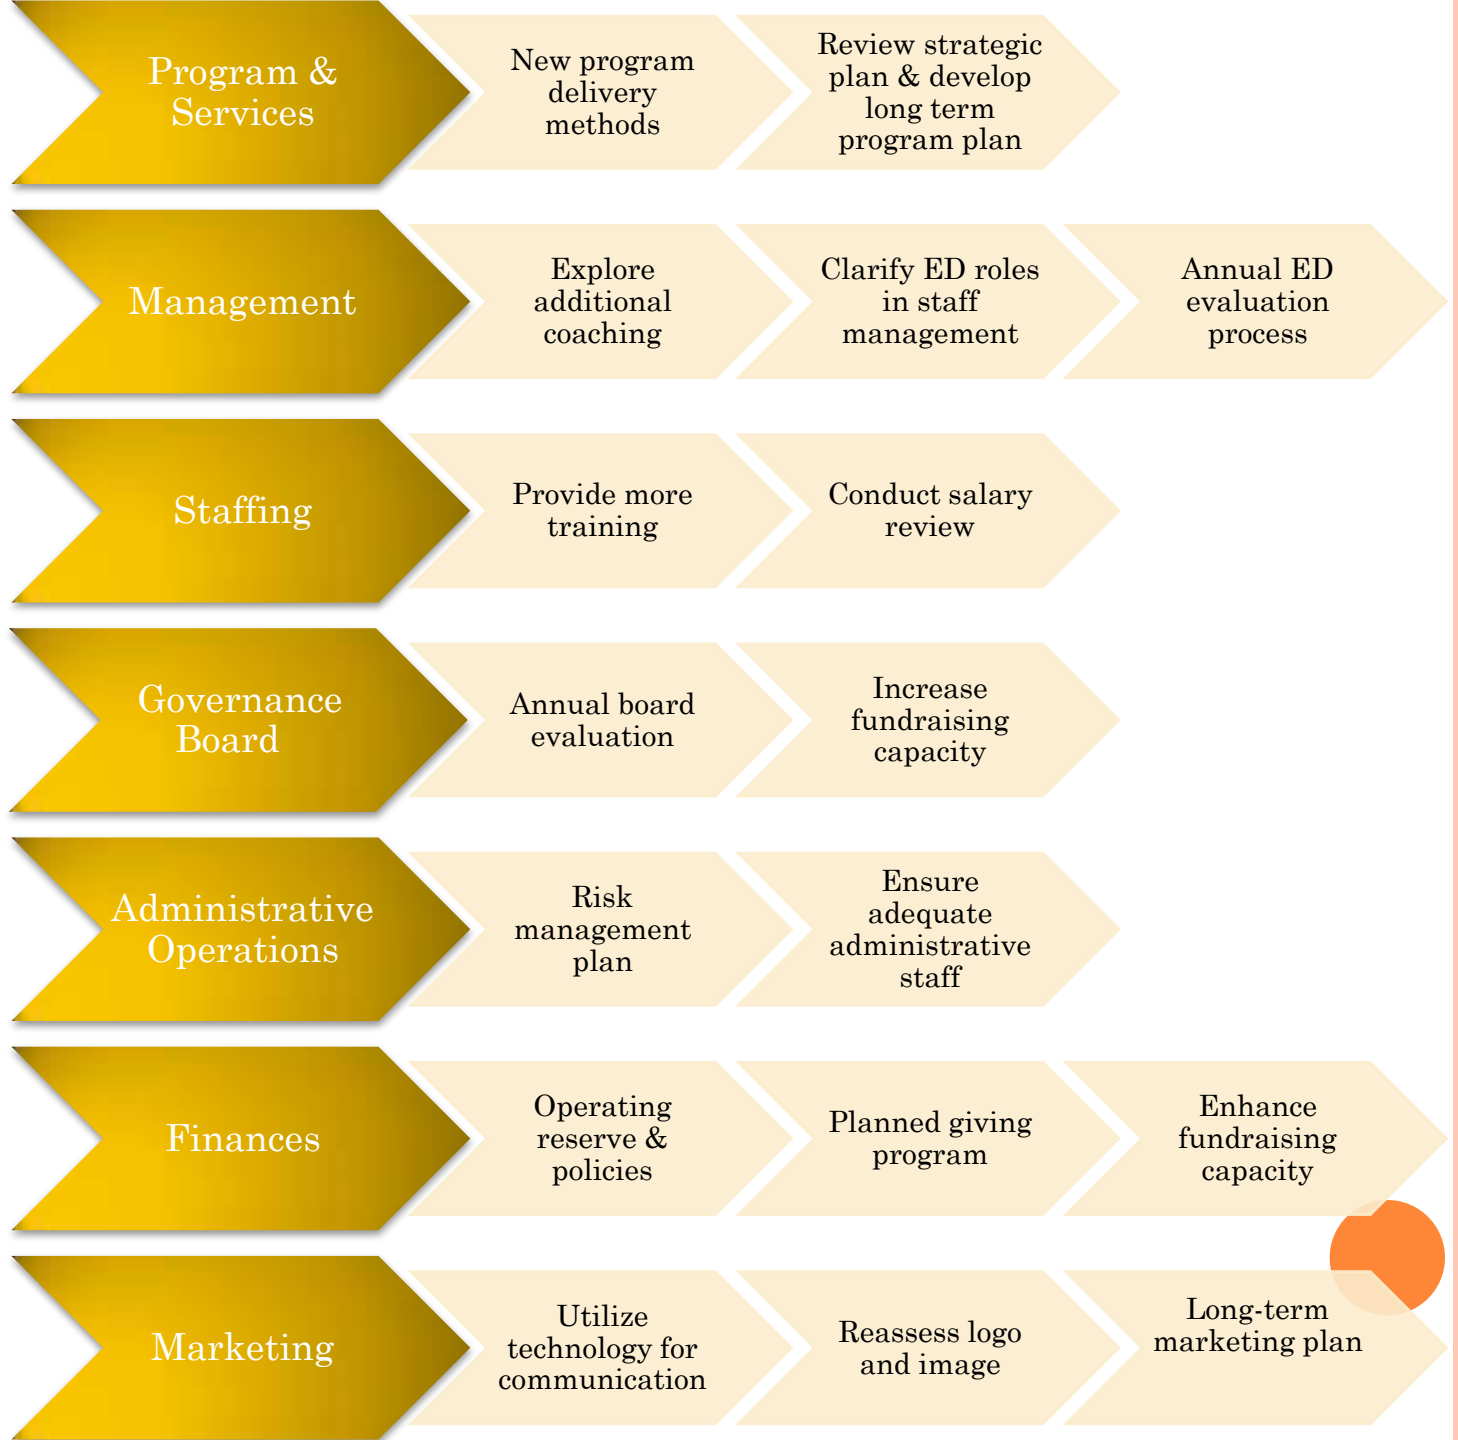 Program &
Services
New program
delivery
methods
Review strategic
plan & develop
long term
program plan
Management
Explore
additional
coaching
Clarify ED roles
in staff
management
Annual ED
evaluation
process
Staffing
Provide more
training
Conduct salary
review
Governance
Board
Annual board
evaluation
Increase
fundraising
capacity
Administrative
Operations
Risk
management
plan
Ensure
adequate
administrative
staff
Finances
Operating
reserve &
policies
Planned giving
program
Enhance
fundraising
capacity
Marketing
Utilize
technology for
communication
Reassess logo
and image
Long-term
marketing plan